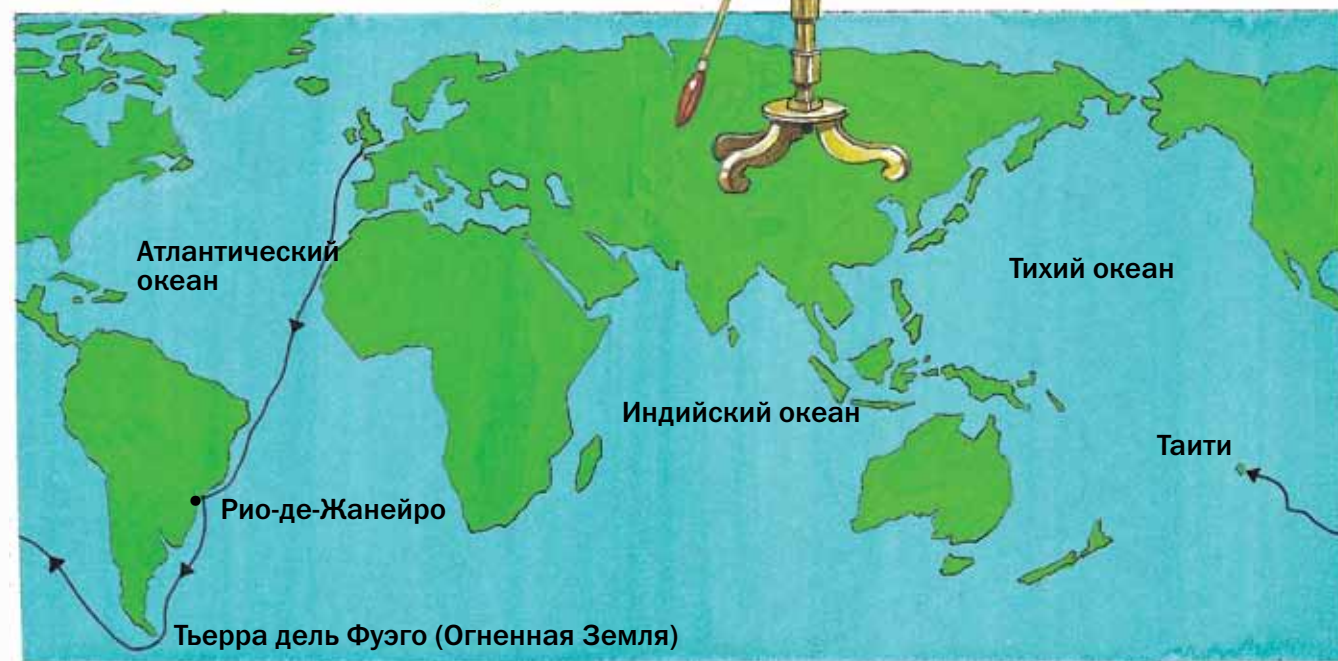 Атлантический
океан
Тихий океан
Индийский океан
Таити
Рио-де-Жанейро
Тьерра дель Фуэго (Огненная Земля)